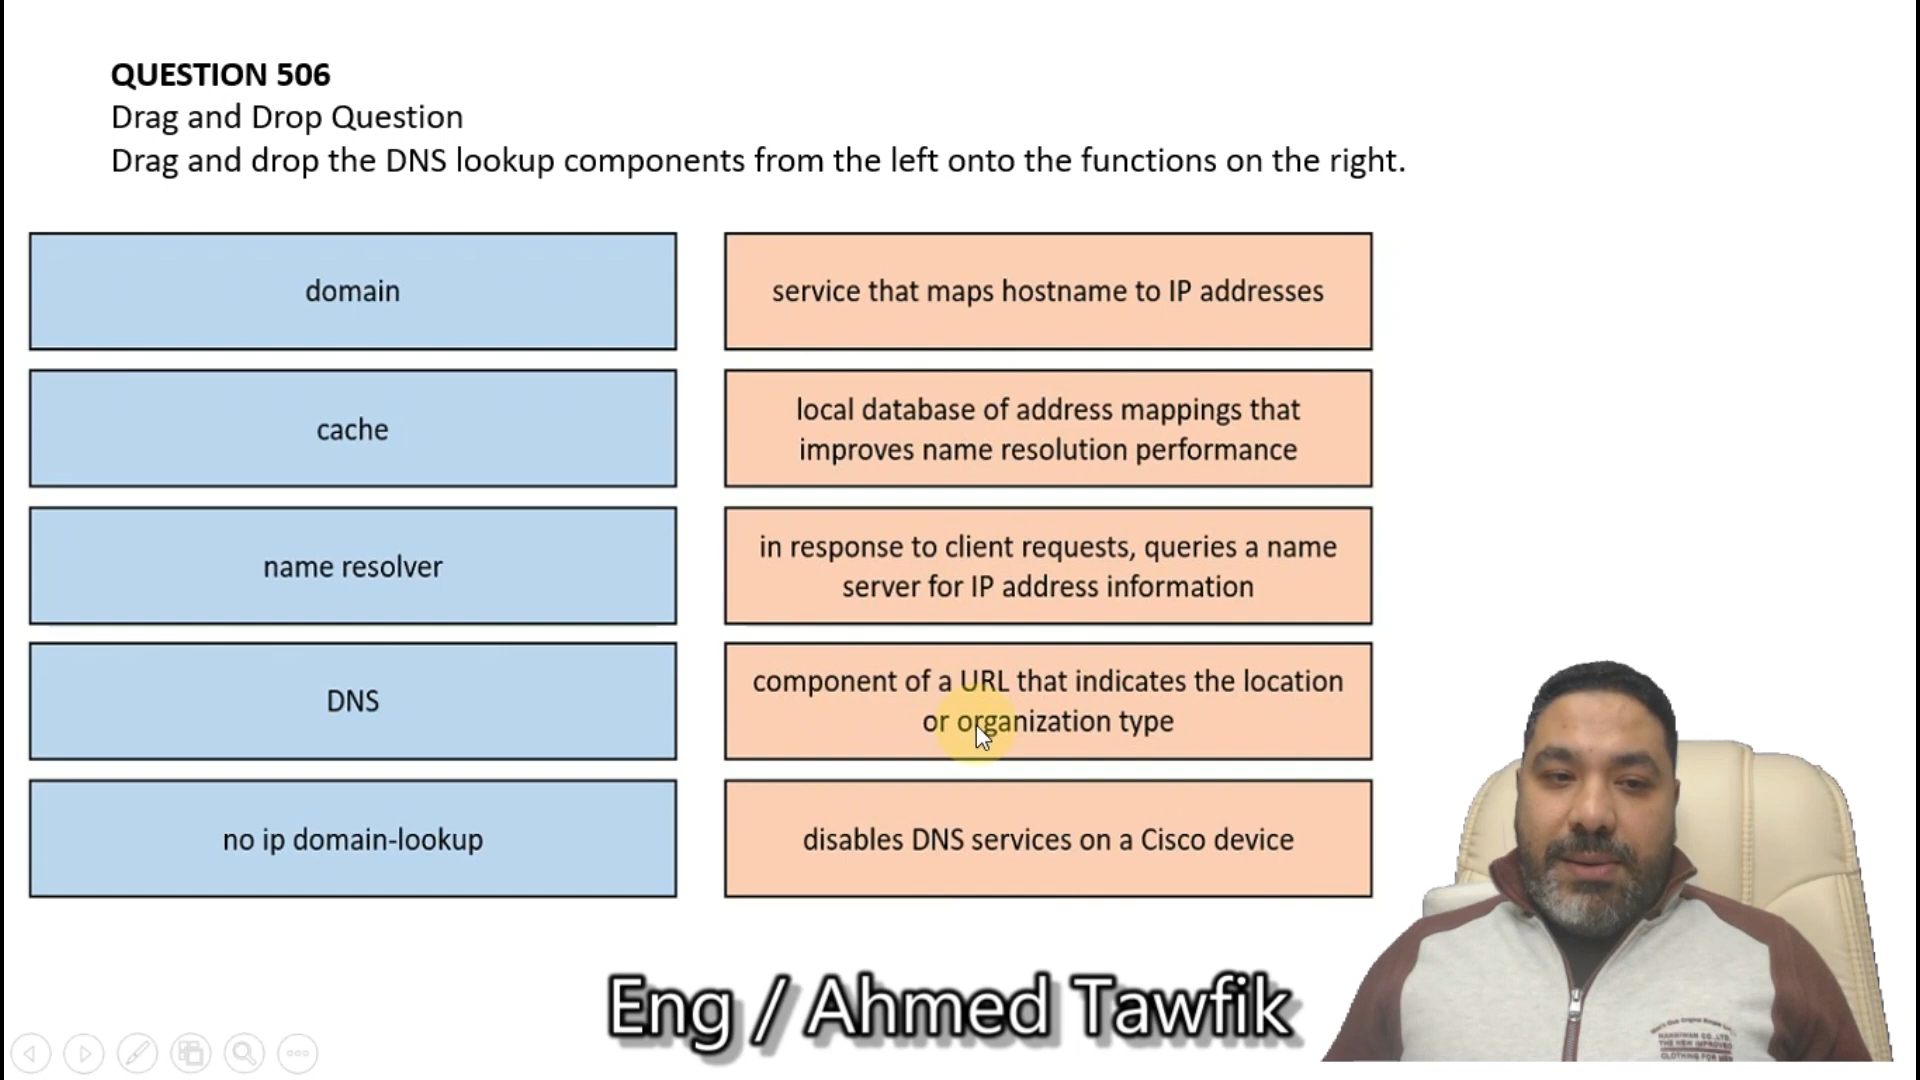 QUESTION 506
Drag and Drop Question
Drag and drop the DNS lookup components from the left onto the functions on the right.
domain
service that maps hostname to IP addresses
cache
local database of address mappings that
improves name resolution performance
name resolver
in response to client requests, queries a name
server for IP address information
DNS
component of a URL that indicates the location
or organization type
no ip domain-lookup
disables DNS services on a Cisco device
Eng / Ahmed Tawfik